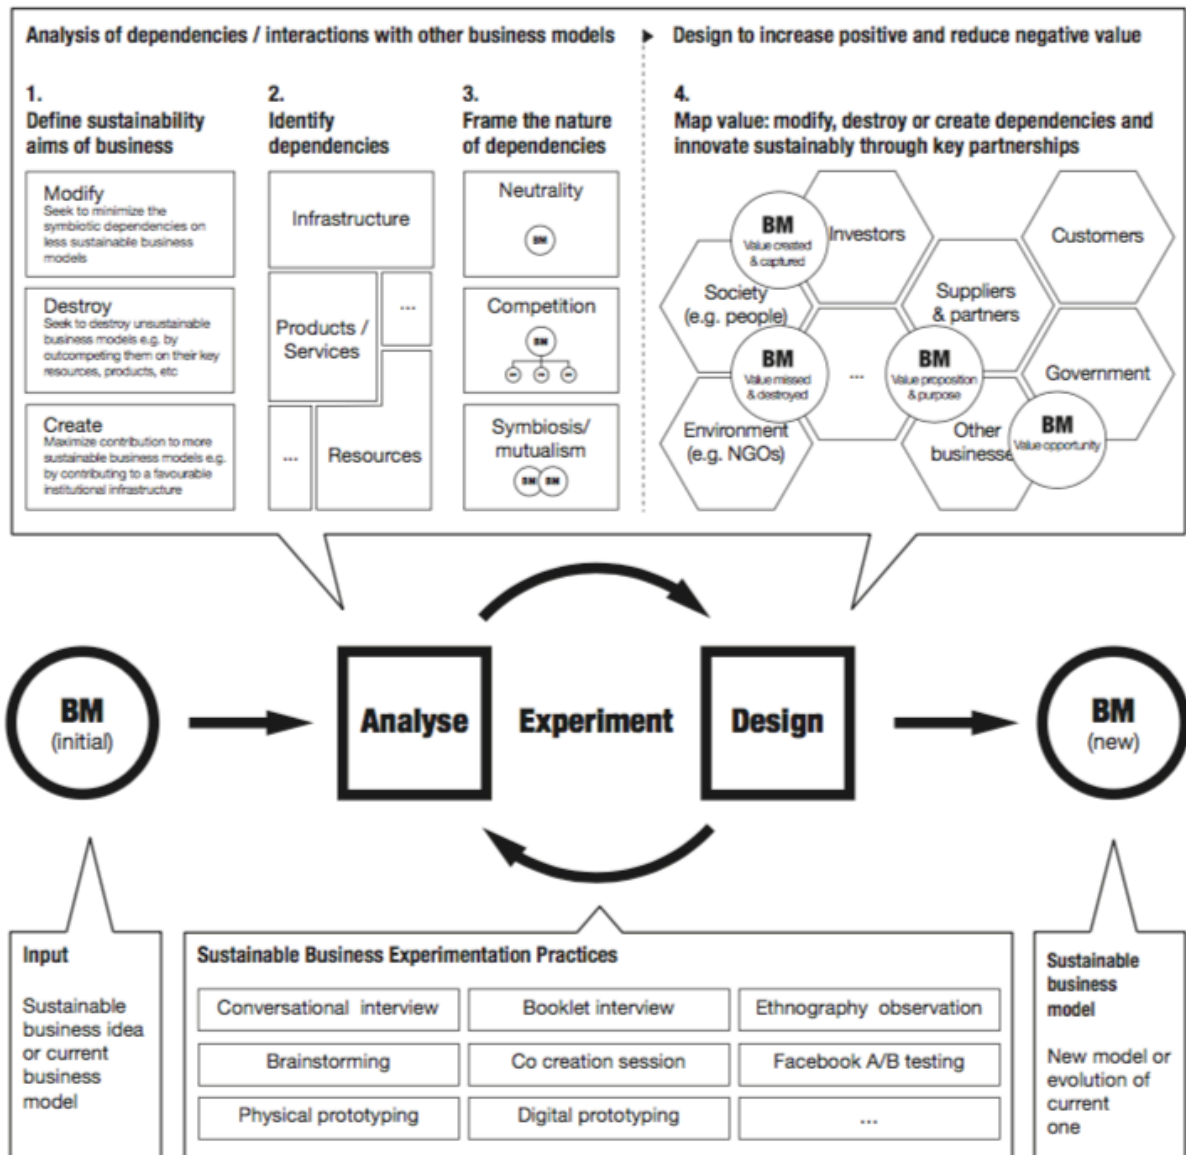 Analysis of dependencies / interactions with other business models
Design to increase positive and reduce negative value
1.
Define sustainability
aims of business
2.
Identify
dependencies
3.
Frame the nature
of dependencies
4.
Map value: modify, destroy or create dependencies and
innovate sustainably through key partnerships
Modify
Seek to minimize the
symbiotic dependencies on
less sustainable business
models
Destroy
Seek to destroy unsustainable
business models e.g. by
outcompeting them on their key
resources, products, etc
Create
Maximize contribution to more
sustainable business models e.g.
by contributing to a favourable
institutional infrastructure
Infrastructure
Products /
Services
...
...
Resources
Neutrality
BM
Competition
BM
Symbiosis/
mutualism
BM BM
BM
Value created
& captured
Investors
Customers
Society
(e.g. people)
Suppliers
& partners
BM
Value missed
& destroyed
...
BM
Value proposition
& purpose
Government
Environment
(e.g. NGOs)
Other
businesse
BM
Value opportunity
BM
(initial)
Analyse
Experiment
Design
BM
(new)
Input
Sustainable
business idea
or current
business
model
Sustainable Business Experimentation Practices
Conversational interview
Booklet interview
Ethnography observation
Brainstorming
Co creation session
Facebook A/B testing
Physical prototyping
Digital prototyping
...
Sustainable
business
model
New model or
evolution of
current
one